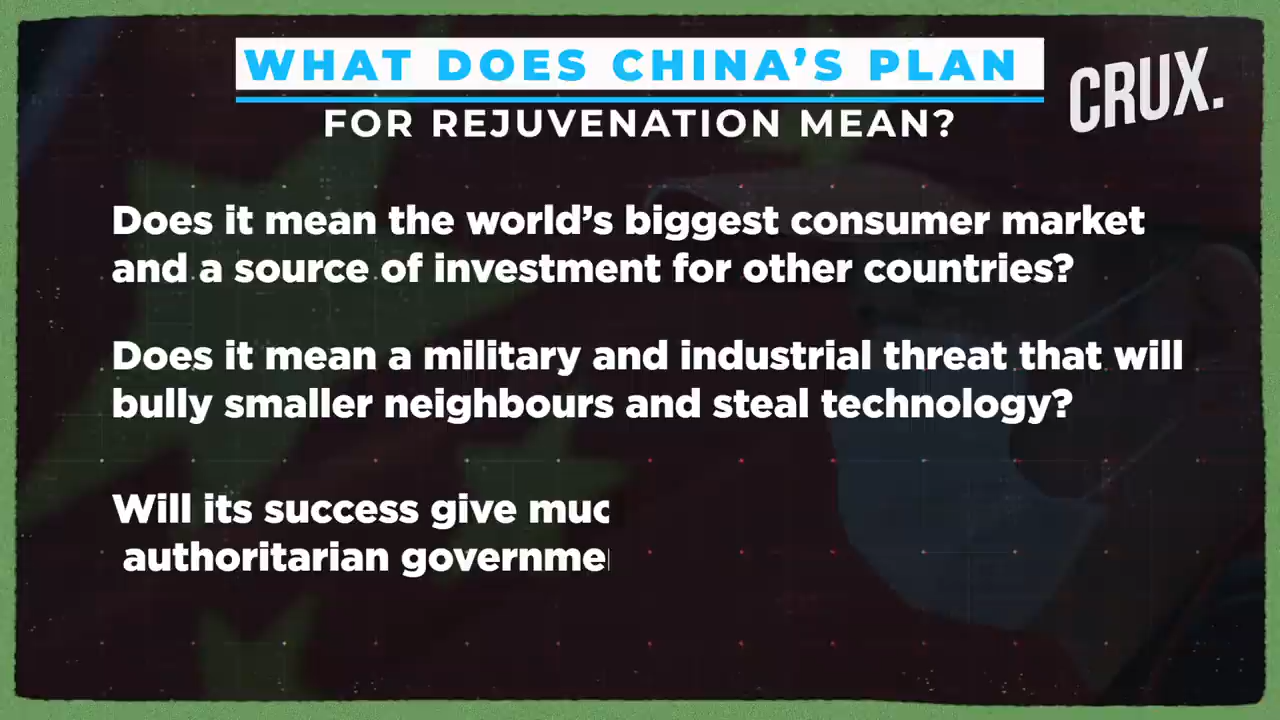 WHAT DOES CHINA'S PLAN
CRUX.
FOR REJUVENATION MEAN?
Does it mean the world's biggest consumer market
and a source of investment for other countries?
Does it mean a military and industrial threat that will
bully smaller neighbours and steal technology?
Will its success give
authoritarian